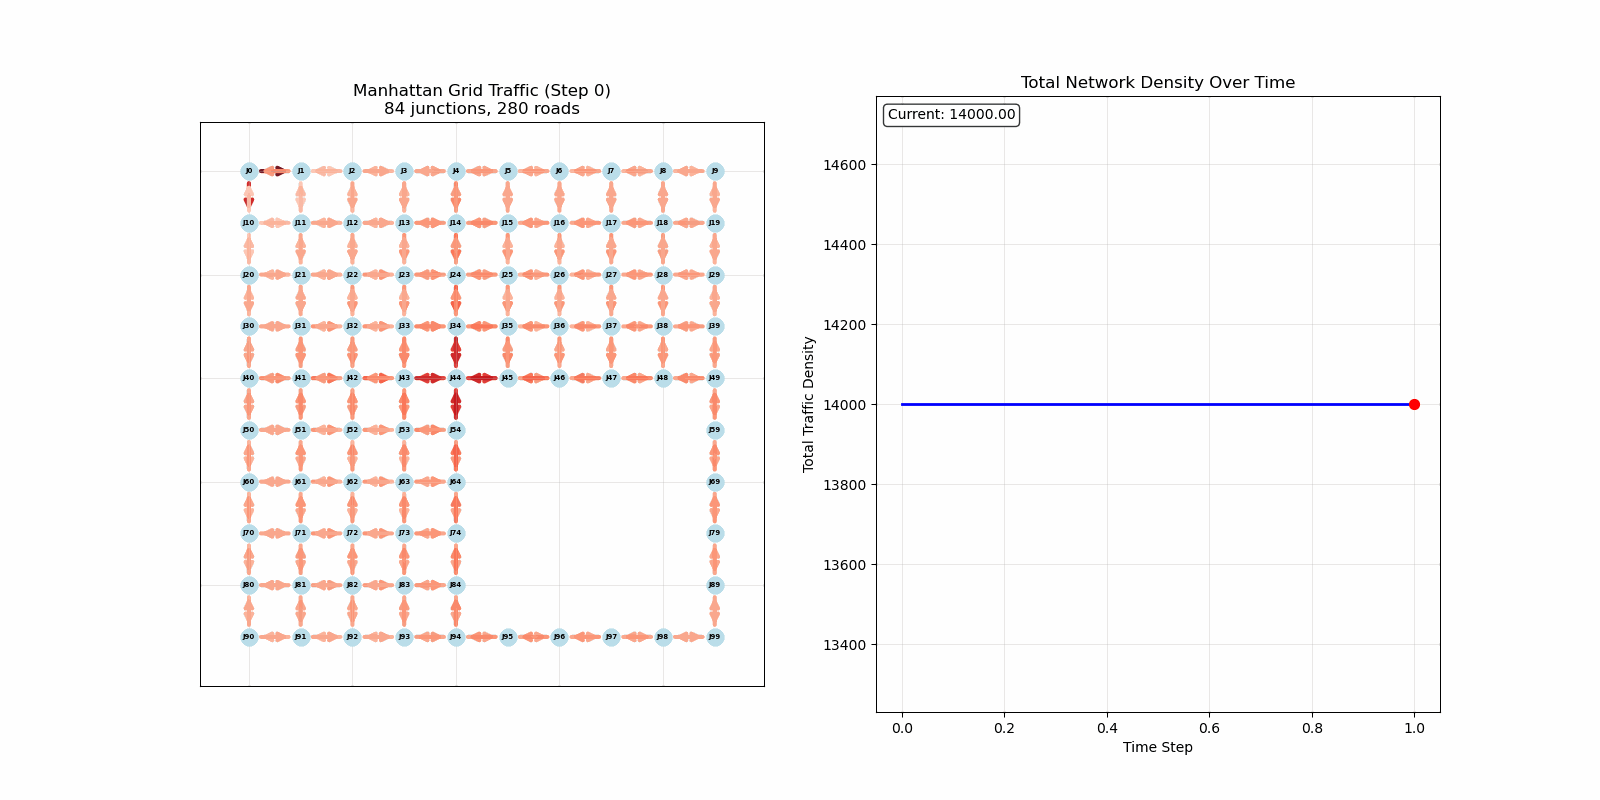 Manhattan Grid Traffic (Step 0)
84 junctions, 280 roads
J0 J1 J2 J3 J4 J5 J6 J7 J8 J9
J10 J11 J12 J13 J14 J15 J16 J17 J18 J19
J20 J21 J22 J23 J24 J25 J26 J27 J28 J29
J30 J31 J32 J33 J34 J35 J36 J37 J38 J39
J40 J41 J42 J43 J44 J45 J46 J47 J48 J49
J50 J51 J52 J53 J54 J59
J60 J61 J62 J63 J64 J69
J70 J71 J72 J73 J74 J79
J80 J81 J82 J83 J84 J89
J90 J91 J92 J93 J94 J95 J96 J97 J98 J99
Total Network Density Over Time
Current: 14000.00
Total Traffic Density
14600
14400
14200
14000
13800
13600
13400
0.0 0.2 0.4 0.6 0.8 1.0
Time Step